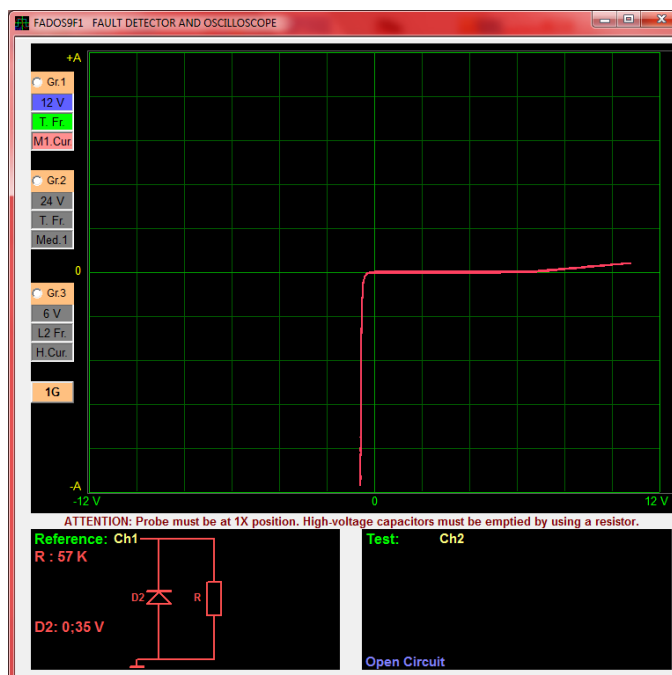 FADOS9F1 FAULT DETECTOR AND OSCILLOSCOPE
+A
Gr.1
12 V
T. Fr.
M1.Cur.
Gr.2
24 V
T. Fr.
Med.1
0
Gr.3
6 V
L2 Fr.
H.Cur.
1G
-A
-12 V 0 12 V
ATTENTION: Probe must be at 1X position. High-voltage capacitors must be emptied by using a resistor.
Reference: Ch1
R : 57 K
D2 R
D2: 0;35 V
Test: Ch2
Open Circuit